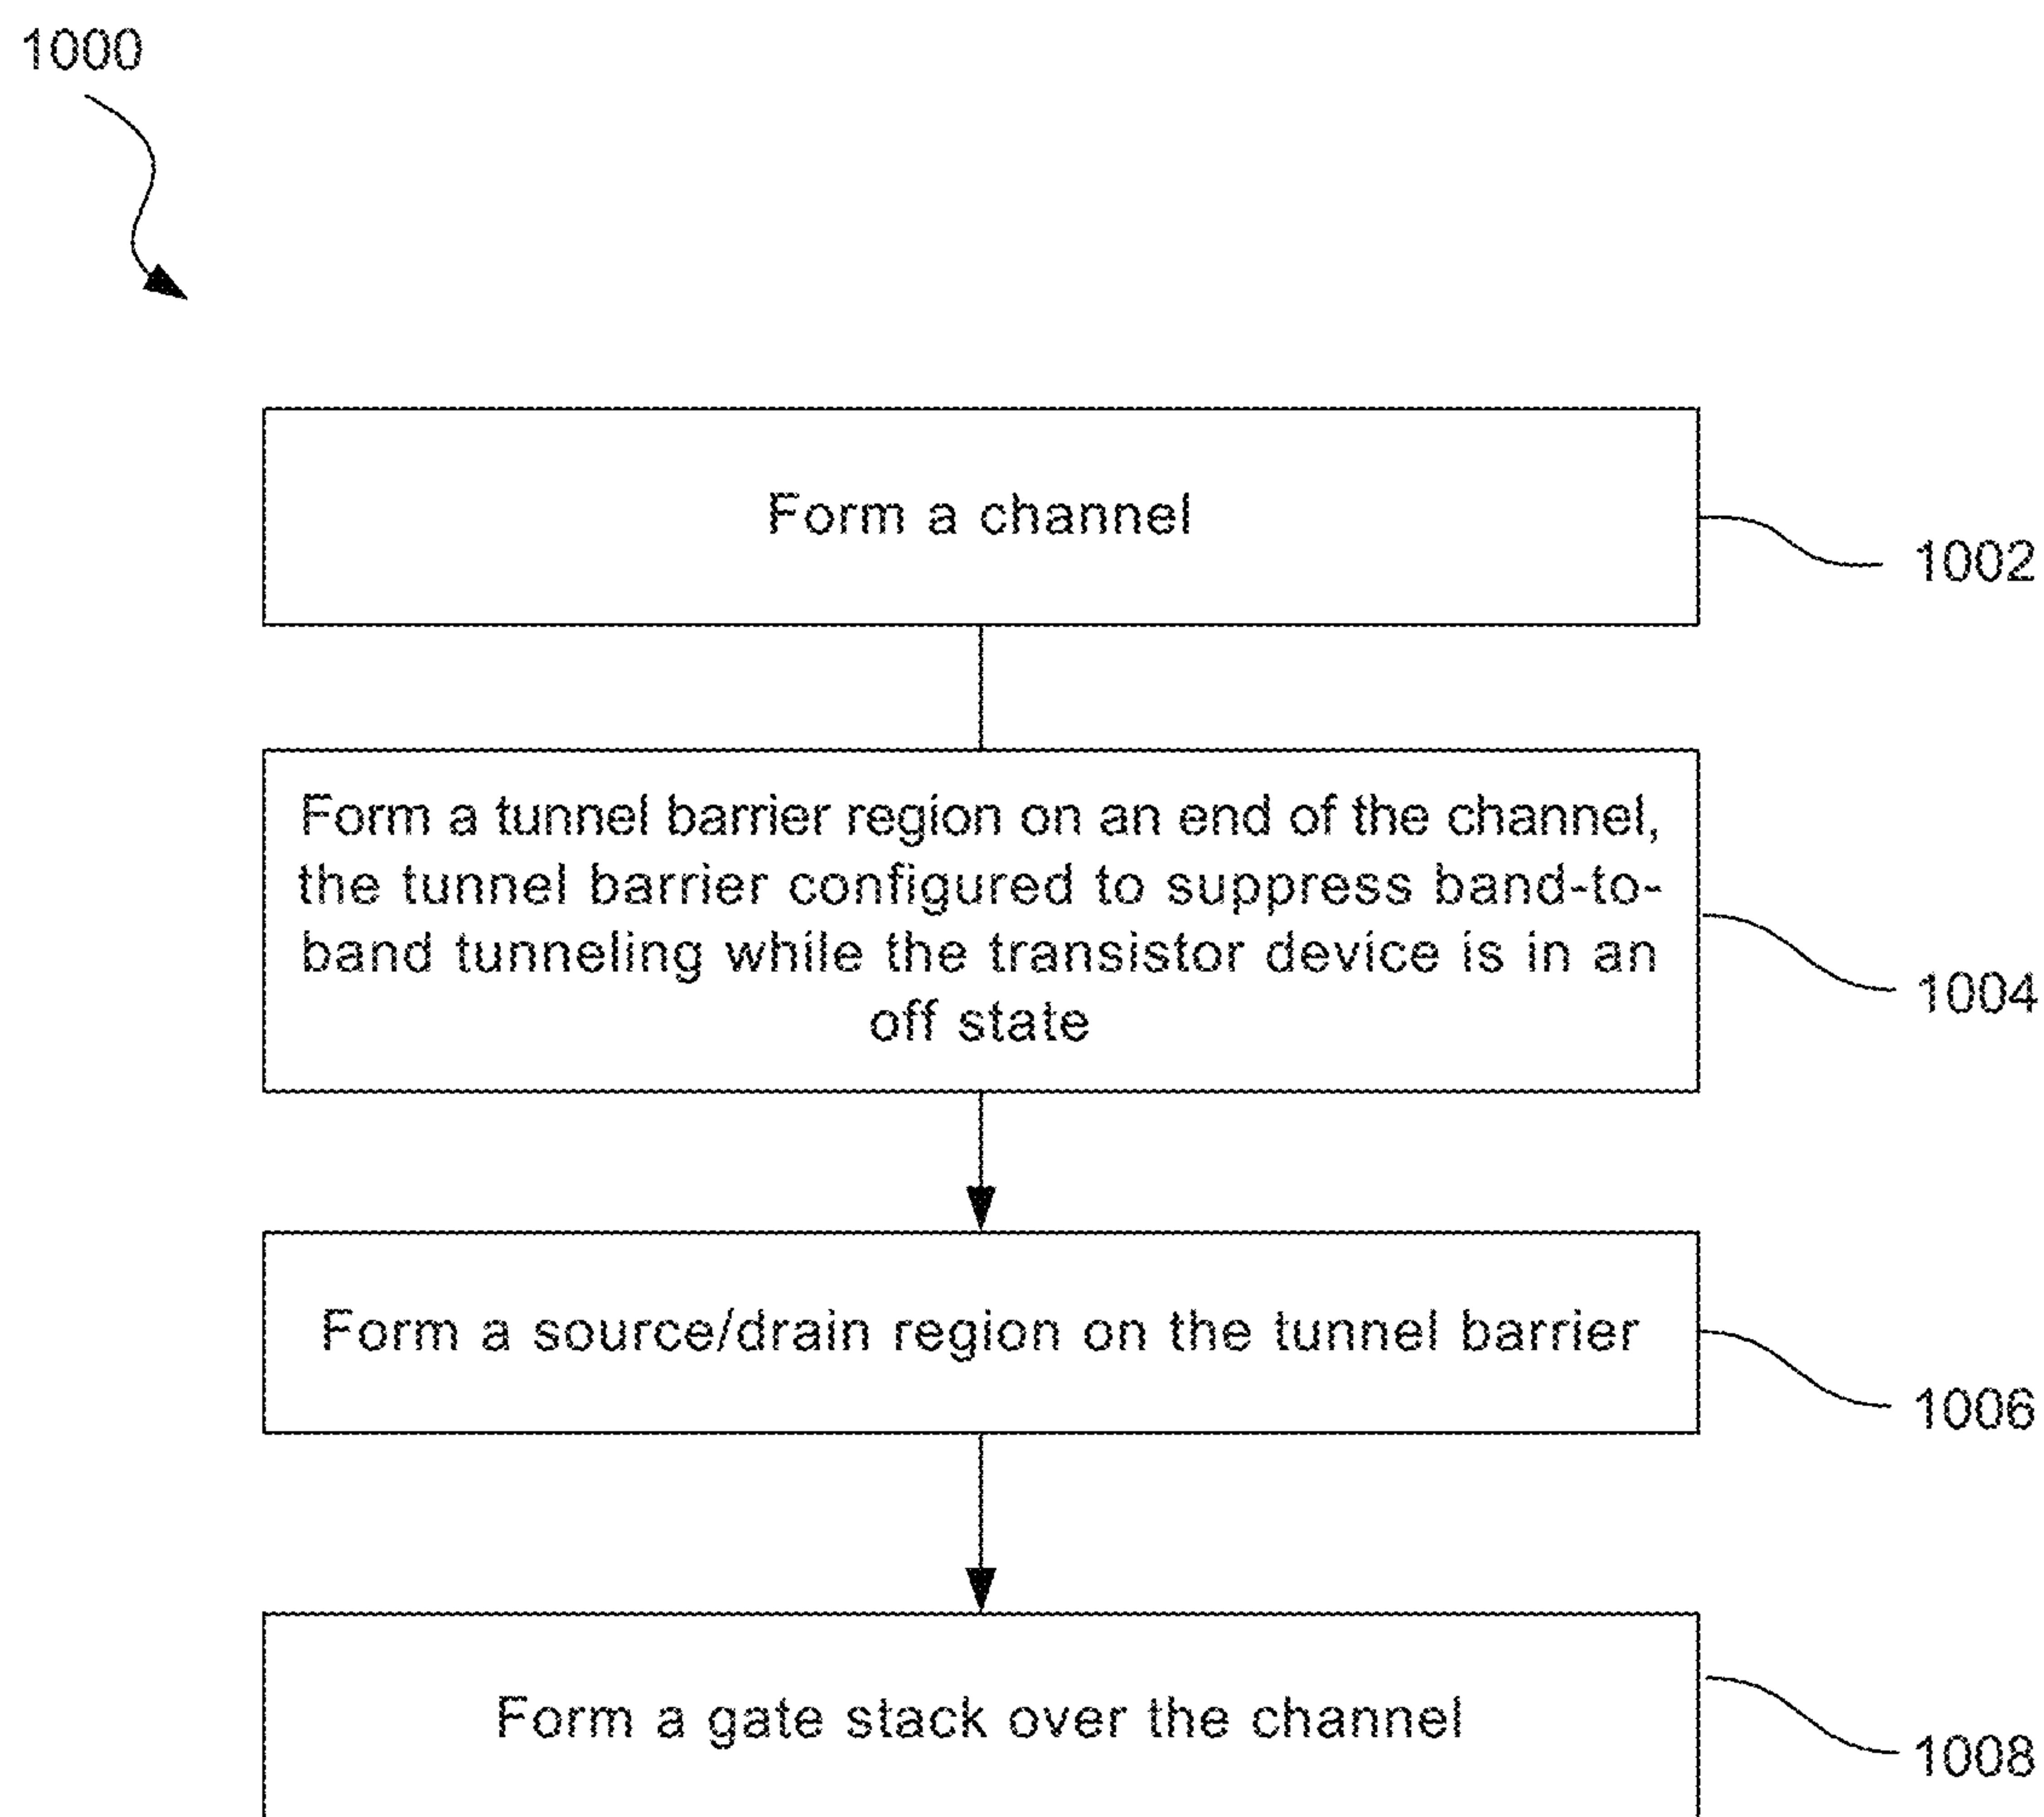 1000
Form a channel
1002
Form a tunnel barrier region on an end of the channel,
the tunnel barrier configured to suppress band-to-
band tunneling while the transistor device is in an
off state
1004
Form a source/drain region on the tunnel barrier
1006
Form a gate stack over the channel
1008